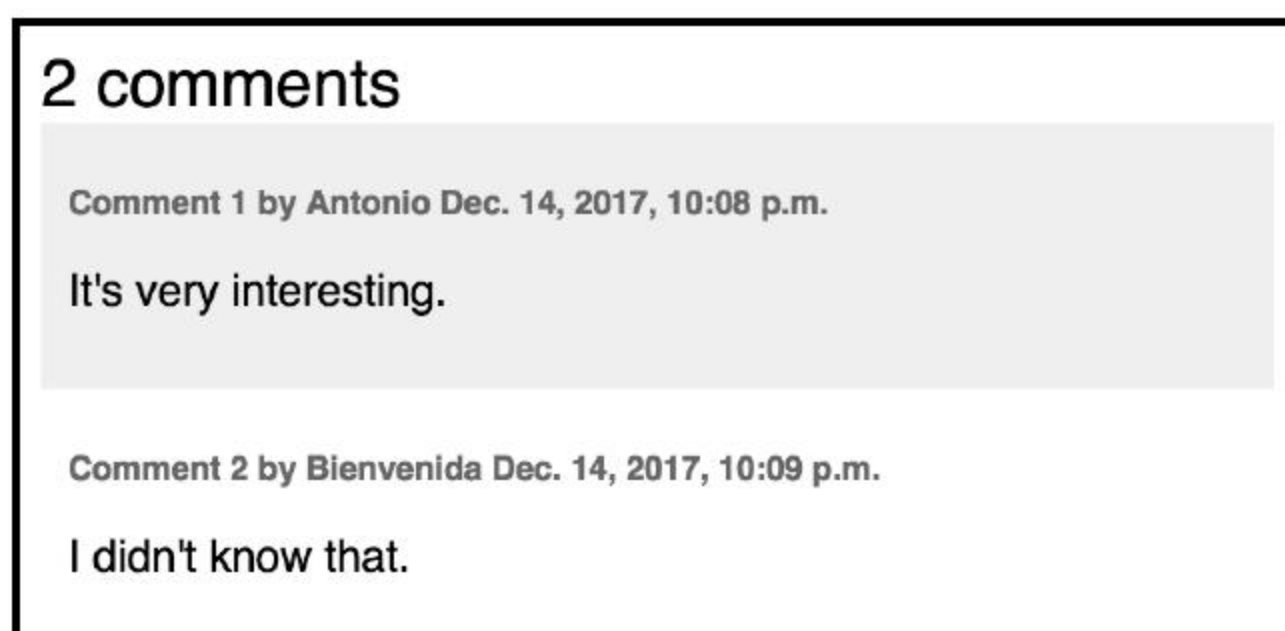 2 comments
Comment 1 by Antonio Dec. 14, 2017, 10:08 p.m.
It's very interesting.
Comment 2 by Bienvenida Dec. 14, 2017, 10:09 p.m.
I didn't know that.